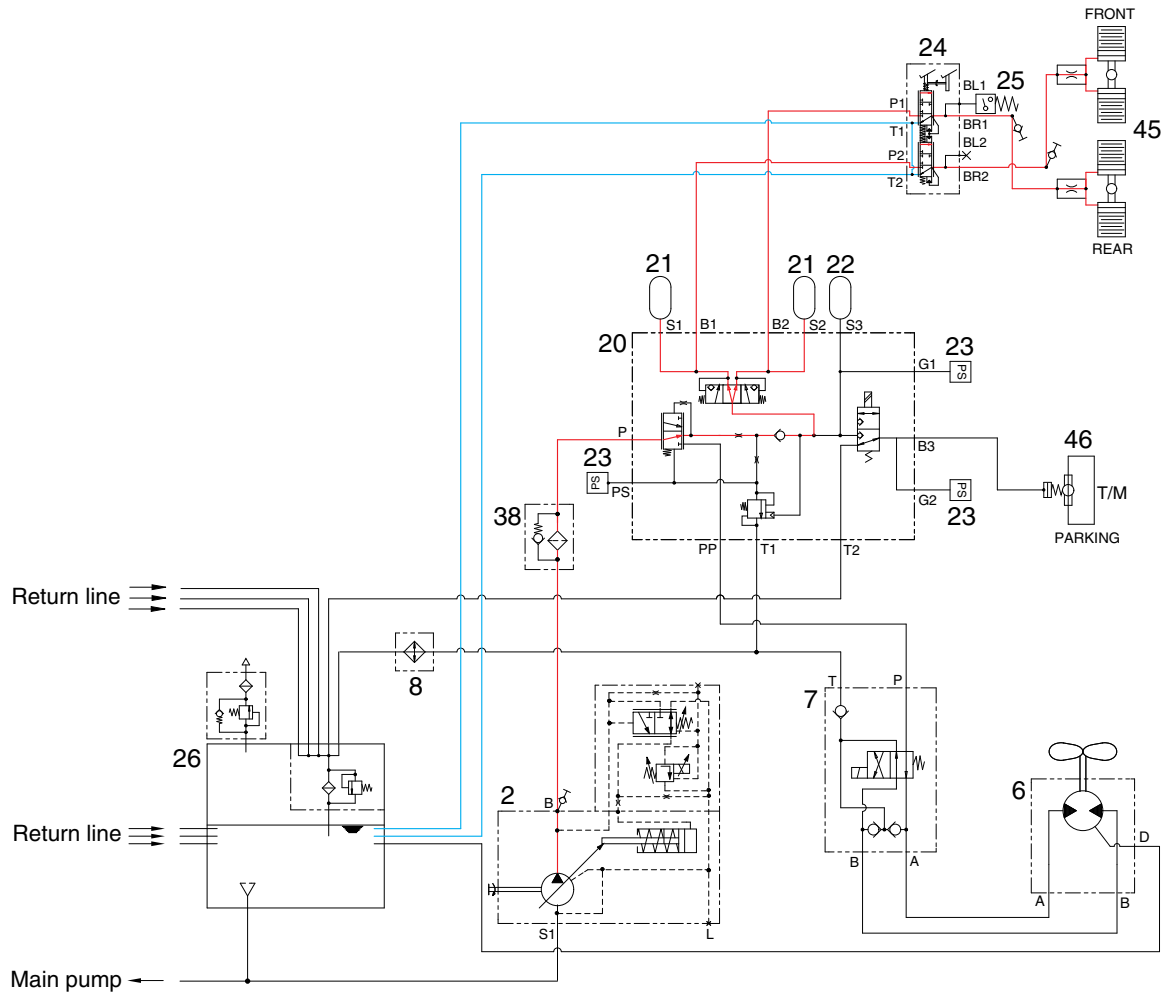 FRONT
24
BL1
25
P1
T1
BR1
BL2
45
P2
T2
BR2
REAR
21
21
22
S1
B1
B2
S2
S3
20
G1
23
PS
P
B3
46
23
PS
PS
T/M
G2
PS
23
38
PARKING
PP
T1
T2
Return line
8
T
P
7
26
2
B
6
Return line
D
B
A
A
B
S1
L
Main pump